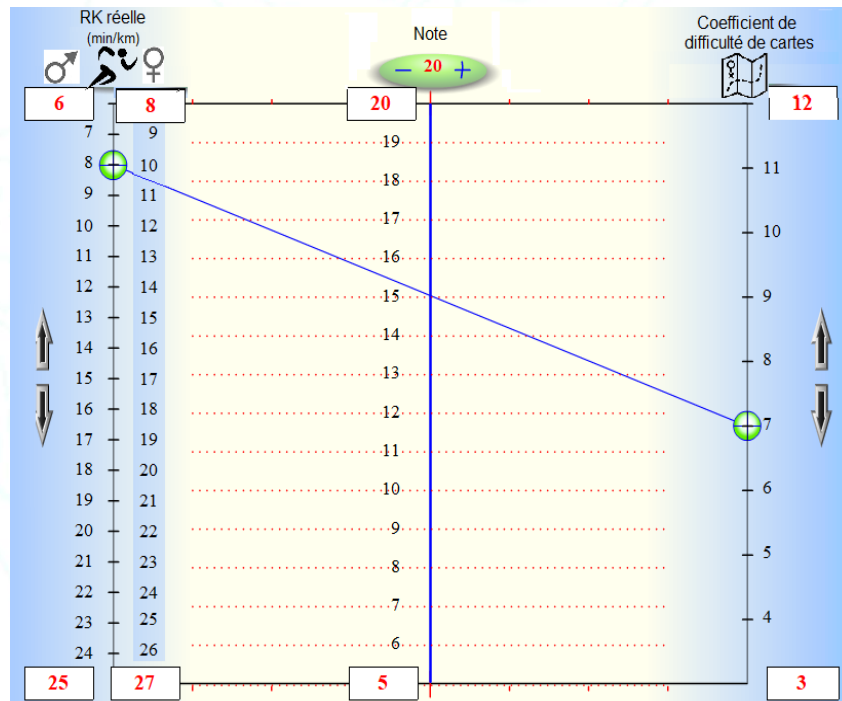 RK réelle
(min/km)
Note
Coefficient de
difficulté de cartes
− 20 +
6 8 20 12
7 9 19
8 10 18 11
9 11
10 12 17 10
11 13 16
12 14 15 9
13 15
14 16 14 8
15 17 13
16 18 12 7
17 19 11
18 20 10 6
19 21
20 22 9
21 23 8 5
22 24 7
23 25 4
24 26 6
25 27 5 3